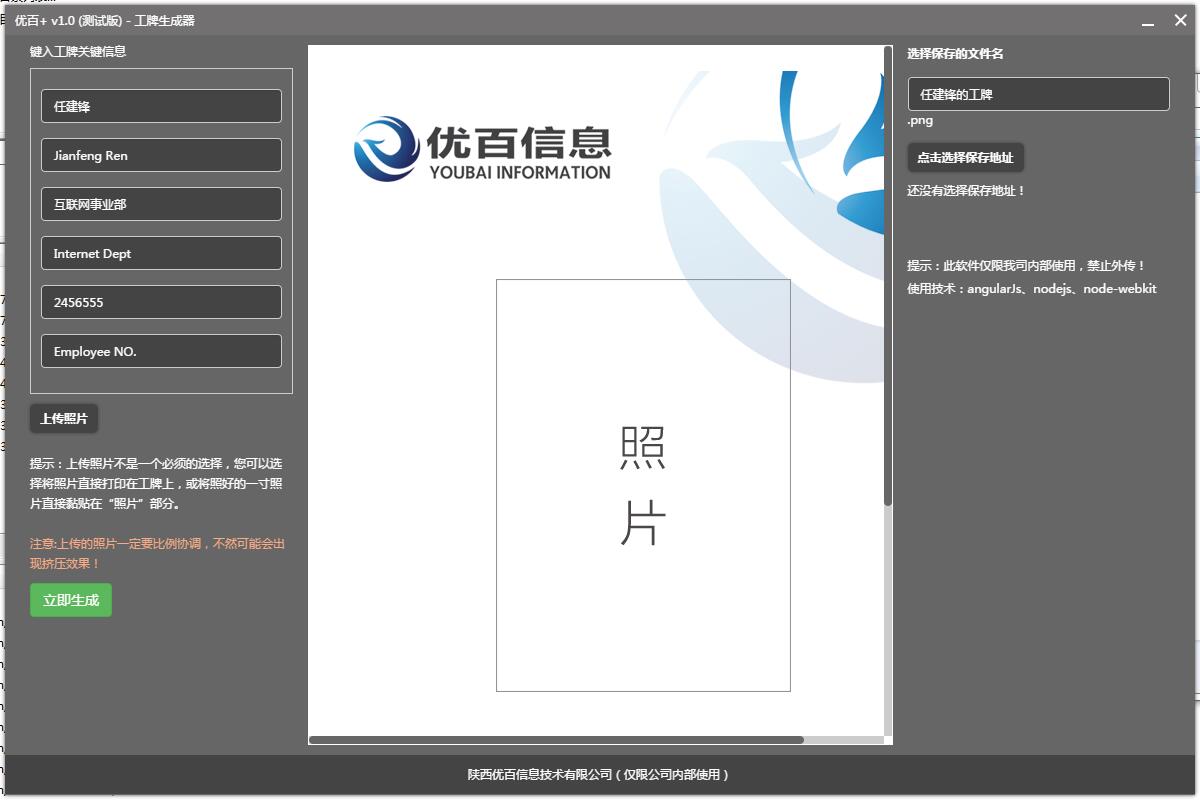 优百+ v1.0 (测试版) - 工牌生成器
键入工牌关键信息
任建锋
Jianfeng Ren
互联网事业部
Internet Dept
2456555
Employee NO.
上传照片
提示：上传照片不是一个必须的选择，您可以选
择将照片直接打印在工牌上，或将照好的一寸照
片直接黏贴在“照片”部分。
注意:上传的照片一定要比例协调，不然可能会出
现挤压效果！
立即生成
优百信息
YOUBAI INFORMATION
照
片
选择保存的文件名
任建锋的工牌
.png
点击选择保存地址
还没有选择保存地址！
提示：此软件仅限我司内部使用，禁止外传！
使用技术：angularJs、nodejs、node-webkit
陕西优百信息技术有限公司（仅限公司内部使用）